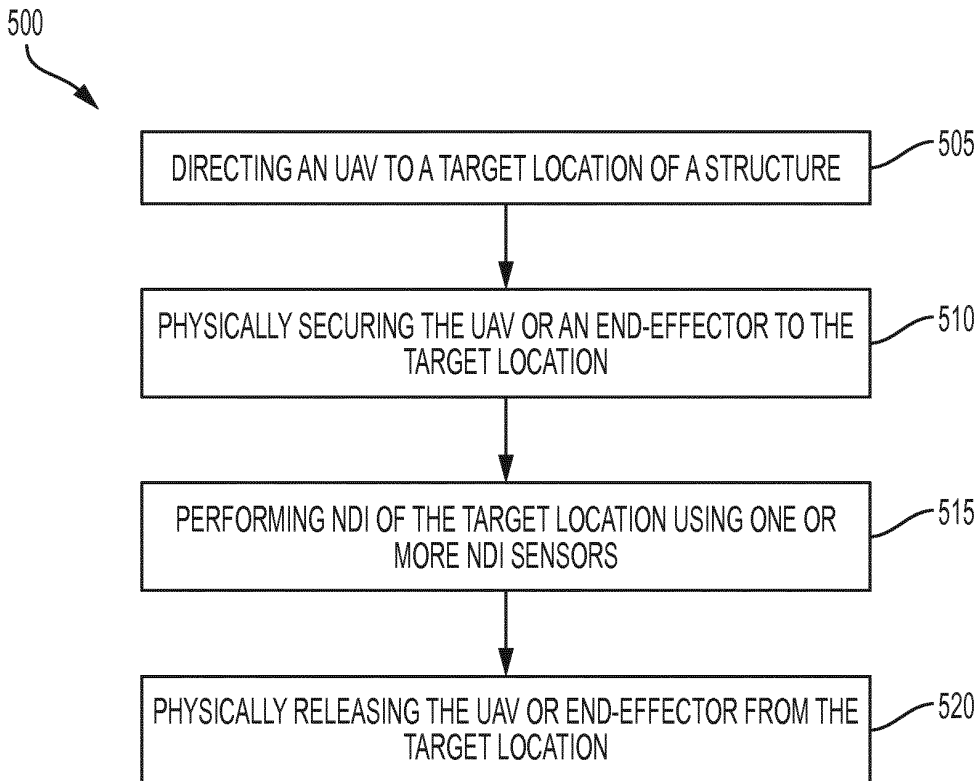 500
DIRECTING AN UAV TO A TARGET LOCATION OF A STRUCTURE
505
PHYSICALLY SECURING THE UAV OR AN END-EFFECTOR TO THE
TARGET LOCATION
510
PERFORMING NDI OF THE TARGET LOCATION USING ONE OR
MORE NDI SENSORS
515
PHYSICALLY RELEASING THE UAV OR END-EFFECTOR FROM THE
TARGET LOCATION
520